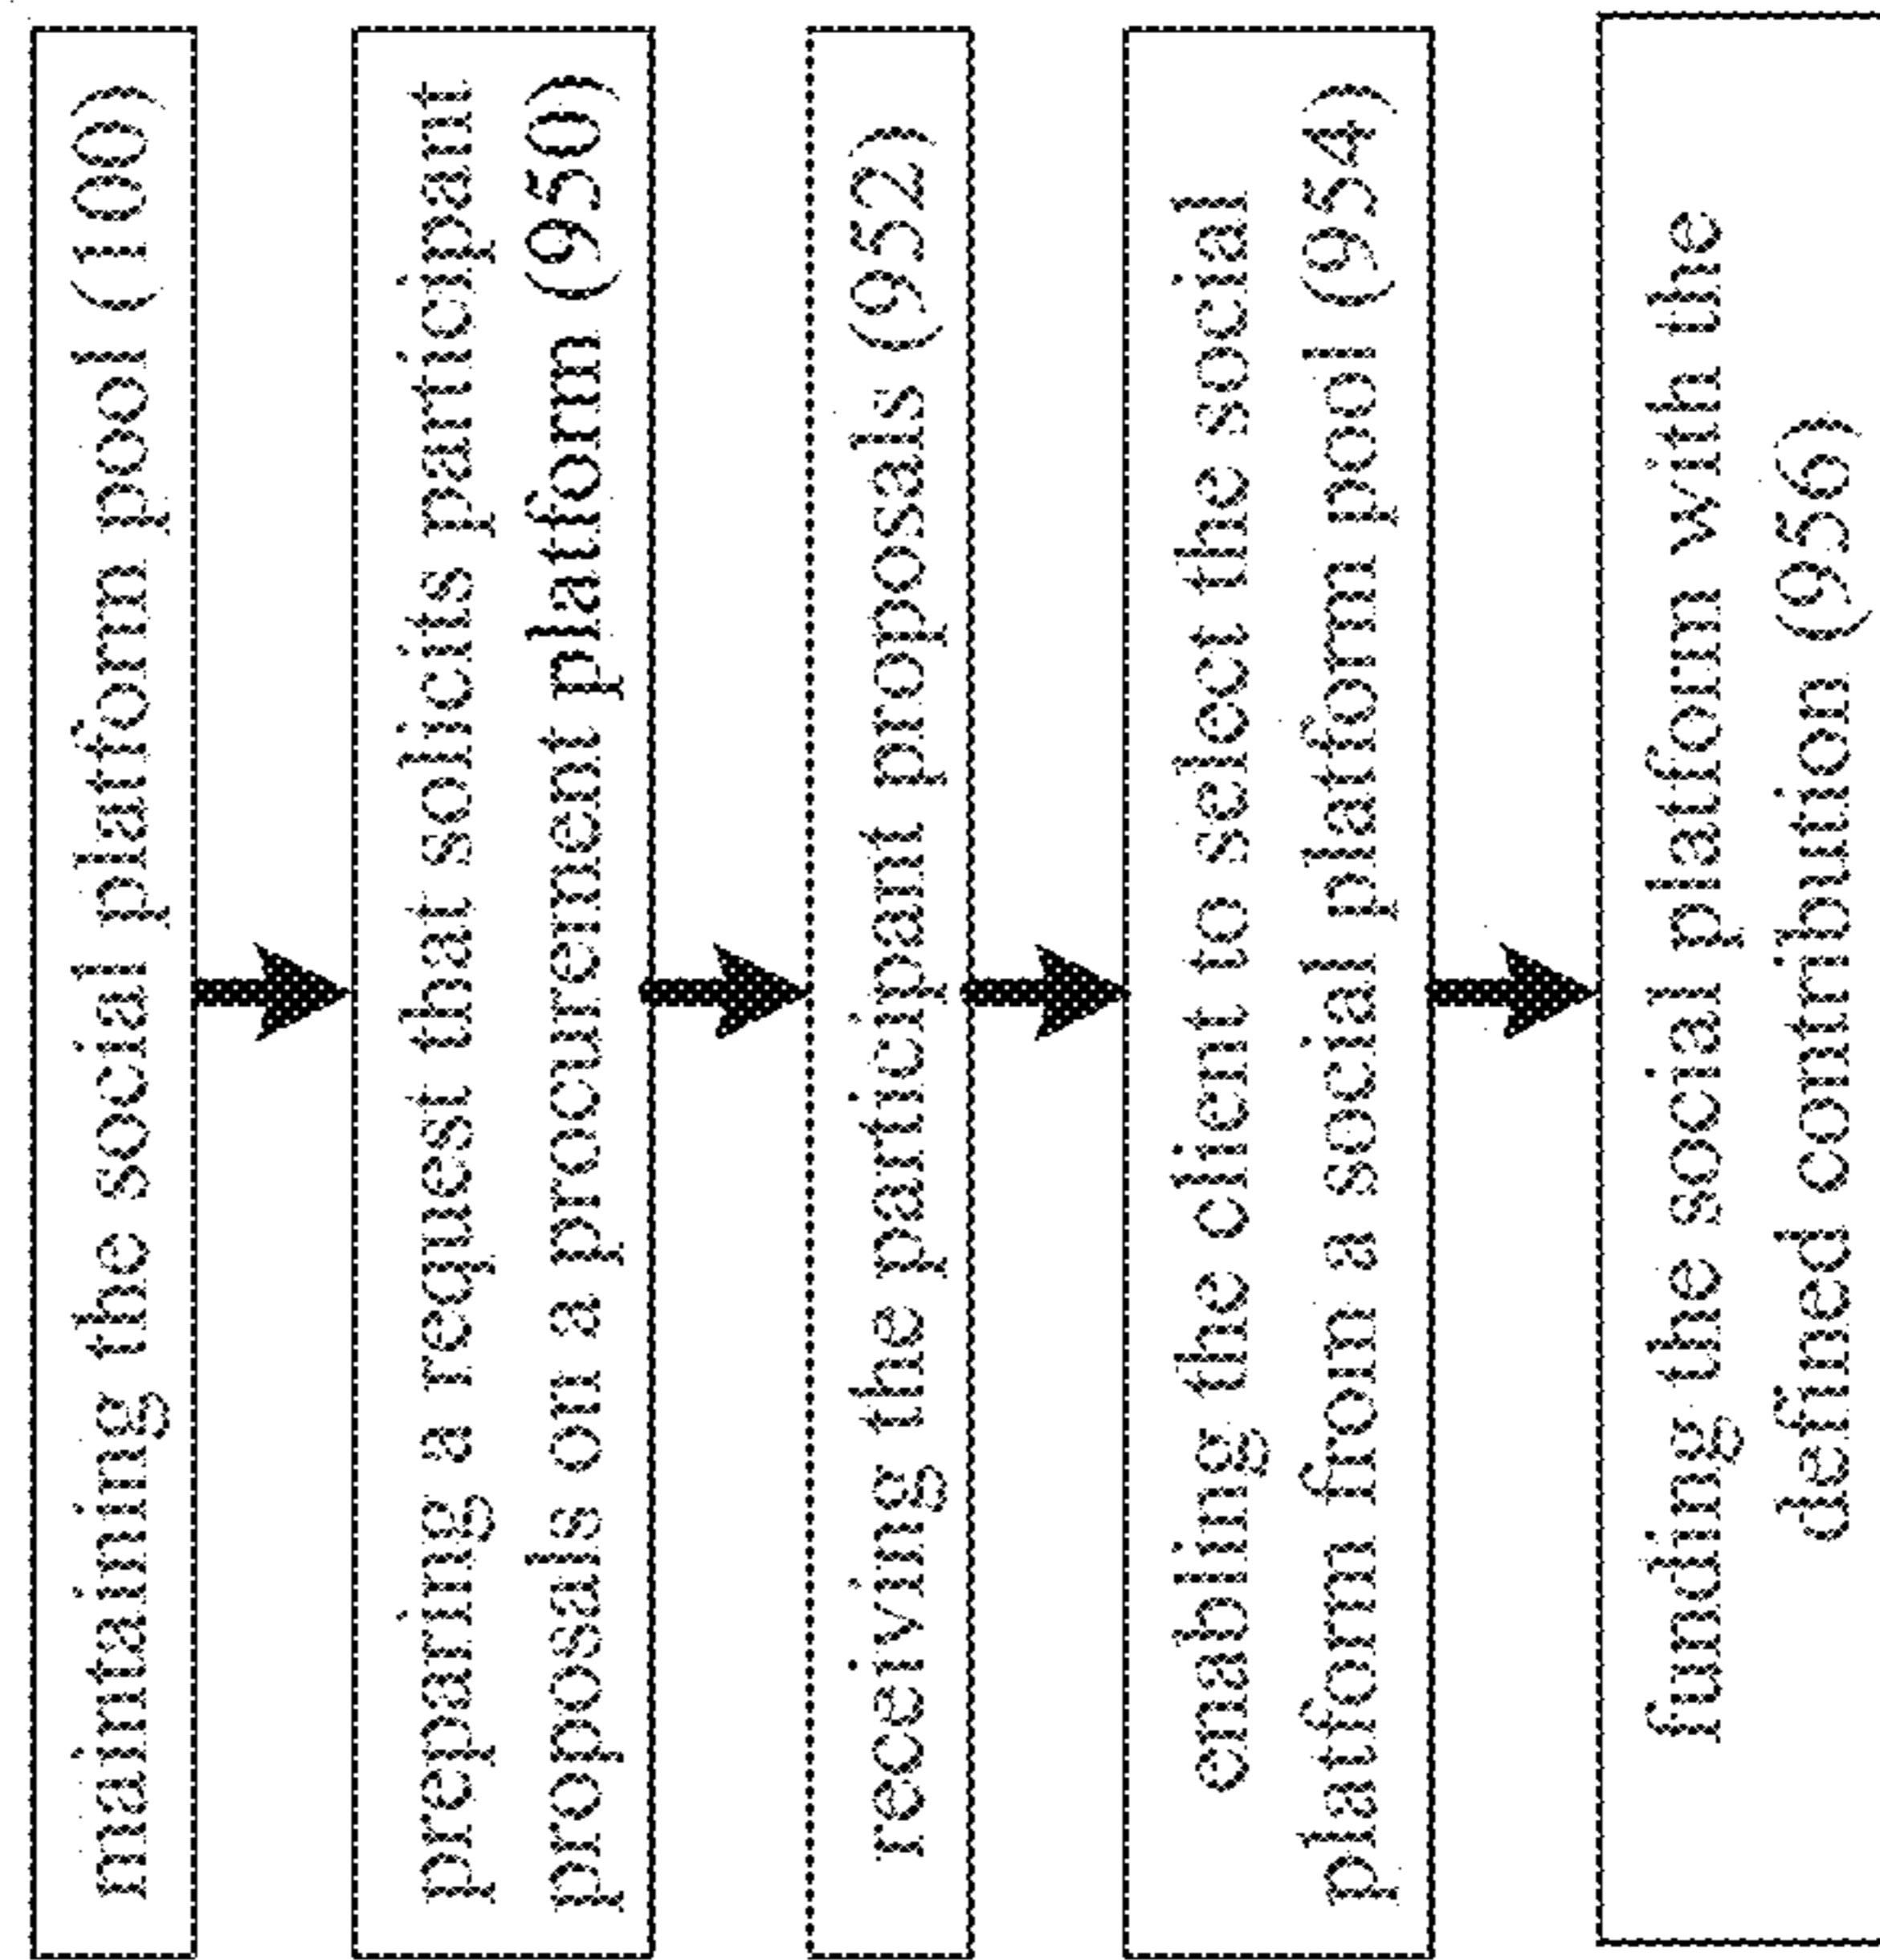 maintaining the social platform pool (100)
preparing a request that solicits participant
proposals on a procurement platform (950)
receiving the participant proposals (952)
enabling the client to select the social
platform from a social platform pool (954)
funding the social platform with the
defined contribution (956)